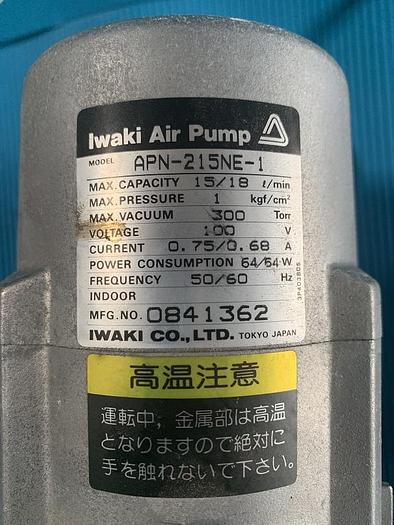 Iwaki Air Pump
MODEL APN-215NE-1
MAX. CAPACITY 15/18 ℓ/min
MAX. PRESSURE 1 kgf/cm²
MAX. VACUUM 300 Torr
VOLTAGE 100 V
CURRENT 0.75/0.68 A
POWER CONSUMPTION 64/64 W
FREQUENCY 50/60 Hz
INDOOR
MFG. NO. 0841362
IWAKI CO., LTD. TOKYO JAPAN
高温注意
運転中，金属部は高温
となりますので絶対に
手を触れないで下さい。